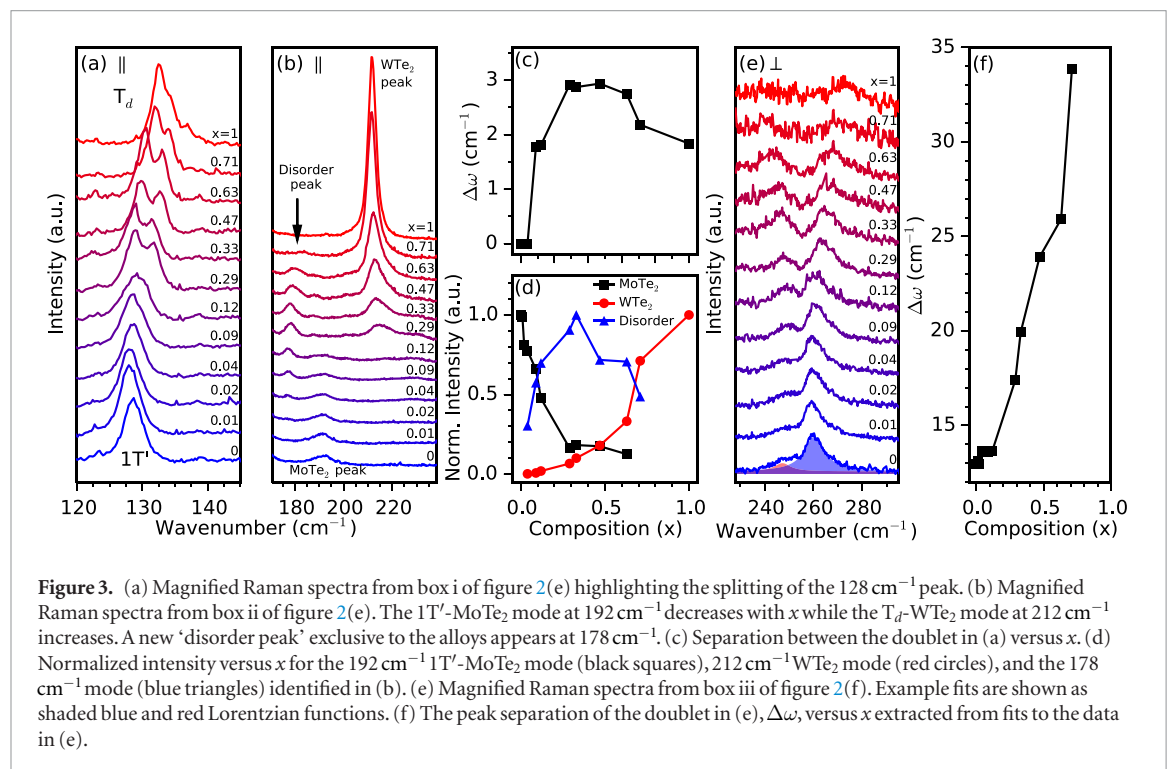 (a) ||
T_d
x=1
0.71
0.63
0.47
0.33
0.29
0.12
0.09
0.04
0.02
0.01
0
1T'
Intensity (a.u.)
120 130 140
Wavenumber (cm⁻¹)
(b) ||
WTe₂
peak
Disorder
peak
x=1
0.71
0.63
0.47
0.33
0.29
0.12
0.09
0.04
0.02
0.01
0
MoTe₂ peak
180 200 220
(c)
3
2
1
0
Δω (cm⁻¹)
(d)
MoTe₂
WTe₂
Disorder
1.0
0.5
0.0
Norm. Intensity (a.u.)
0.0 0.5 1.0
Composition (x)
(e) ⊥
x=1
0.71
0.63
0.47
0.33
0.29
0.12
0.09
0.04
0.02
0.01
0
Intensity (a.u.)
240 260 280
Wavenumber (cm⁻¹)
(f)
35
30
25
20
15
Δω (cm⁻¹)
0.0 0.5 1.0
Composition (x)
Figure 3. (a) Magnified Raman spectra from box i of figure 2(e) highlighting the splitting of the 128 cm⁻¹ peak. (b) Magnified
Raman spectra from box ii of figure 2(e). The 1T′-MoTe₂ mode at 192 cm⁻¹ decreases with x while the T_d-WTe₂ mode at 212 cm⁻¹
increases. A new ‘disorder peak’ exclusive to the alloys appears at 178 cm⁻¹. (c) Separation between the doublet in (a) versus x. (d)
Normalized intensity versus x for the 192 cm⁻¹ 1T′-MoTe₂ mode (black squares), 212 cm⁻¹ WTe₂ mode (red circles), and the 178
cm⁻¹ mode (blue triangles) identified in (b). (e) Magnified Raman spectra from box iii of figure 2(f). Example fits are shown as
shaded blue and red Lorentzian functions. (f) The peak separation of the doublet in (e), Δω, versus x extracted from fits to the data
in (e).